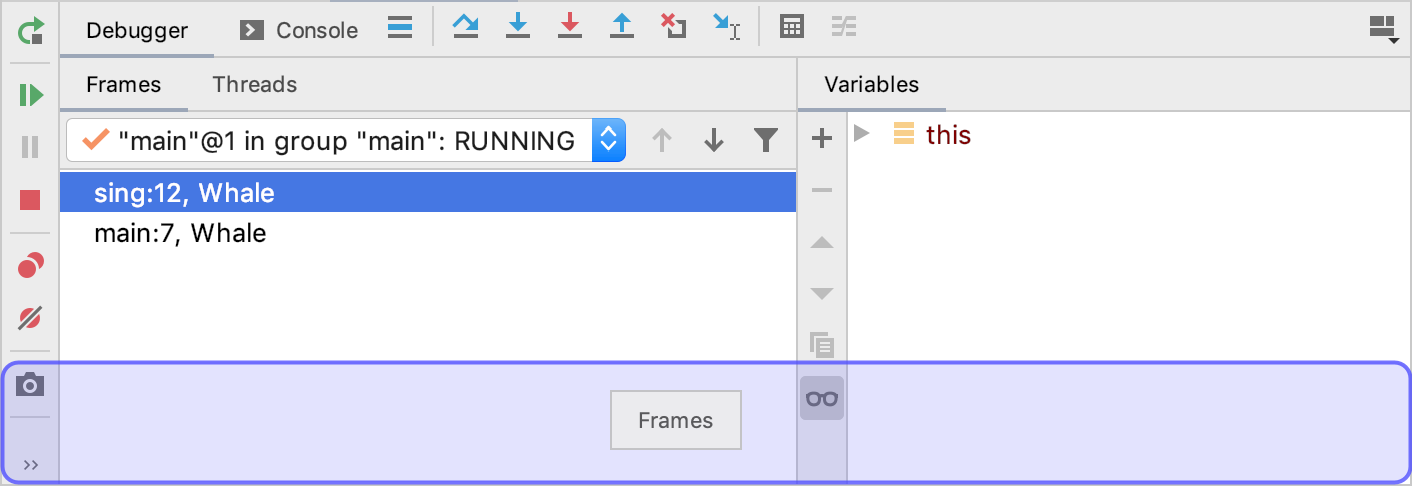 Debugger Console
Frames Threads
Variables
"main"@1 in group "main": RUNNING
this
sing:12, Whale
main:7, Whale
Frames